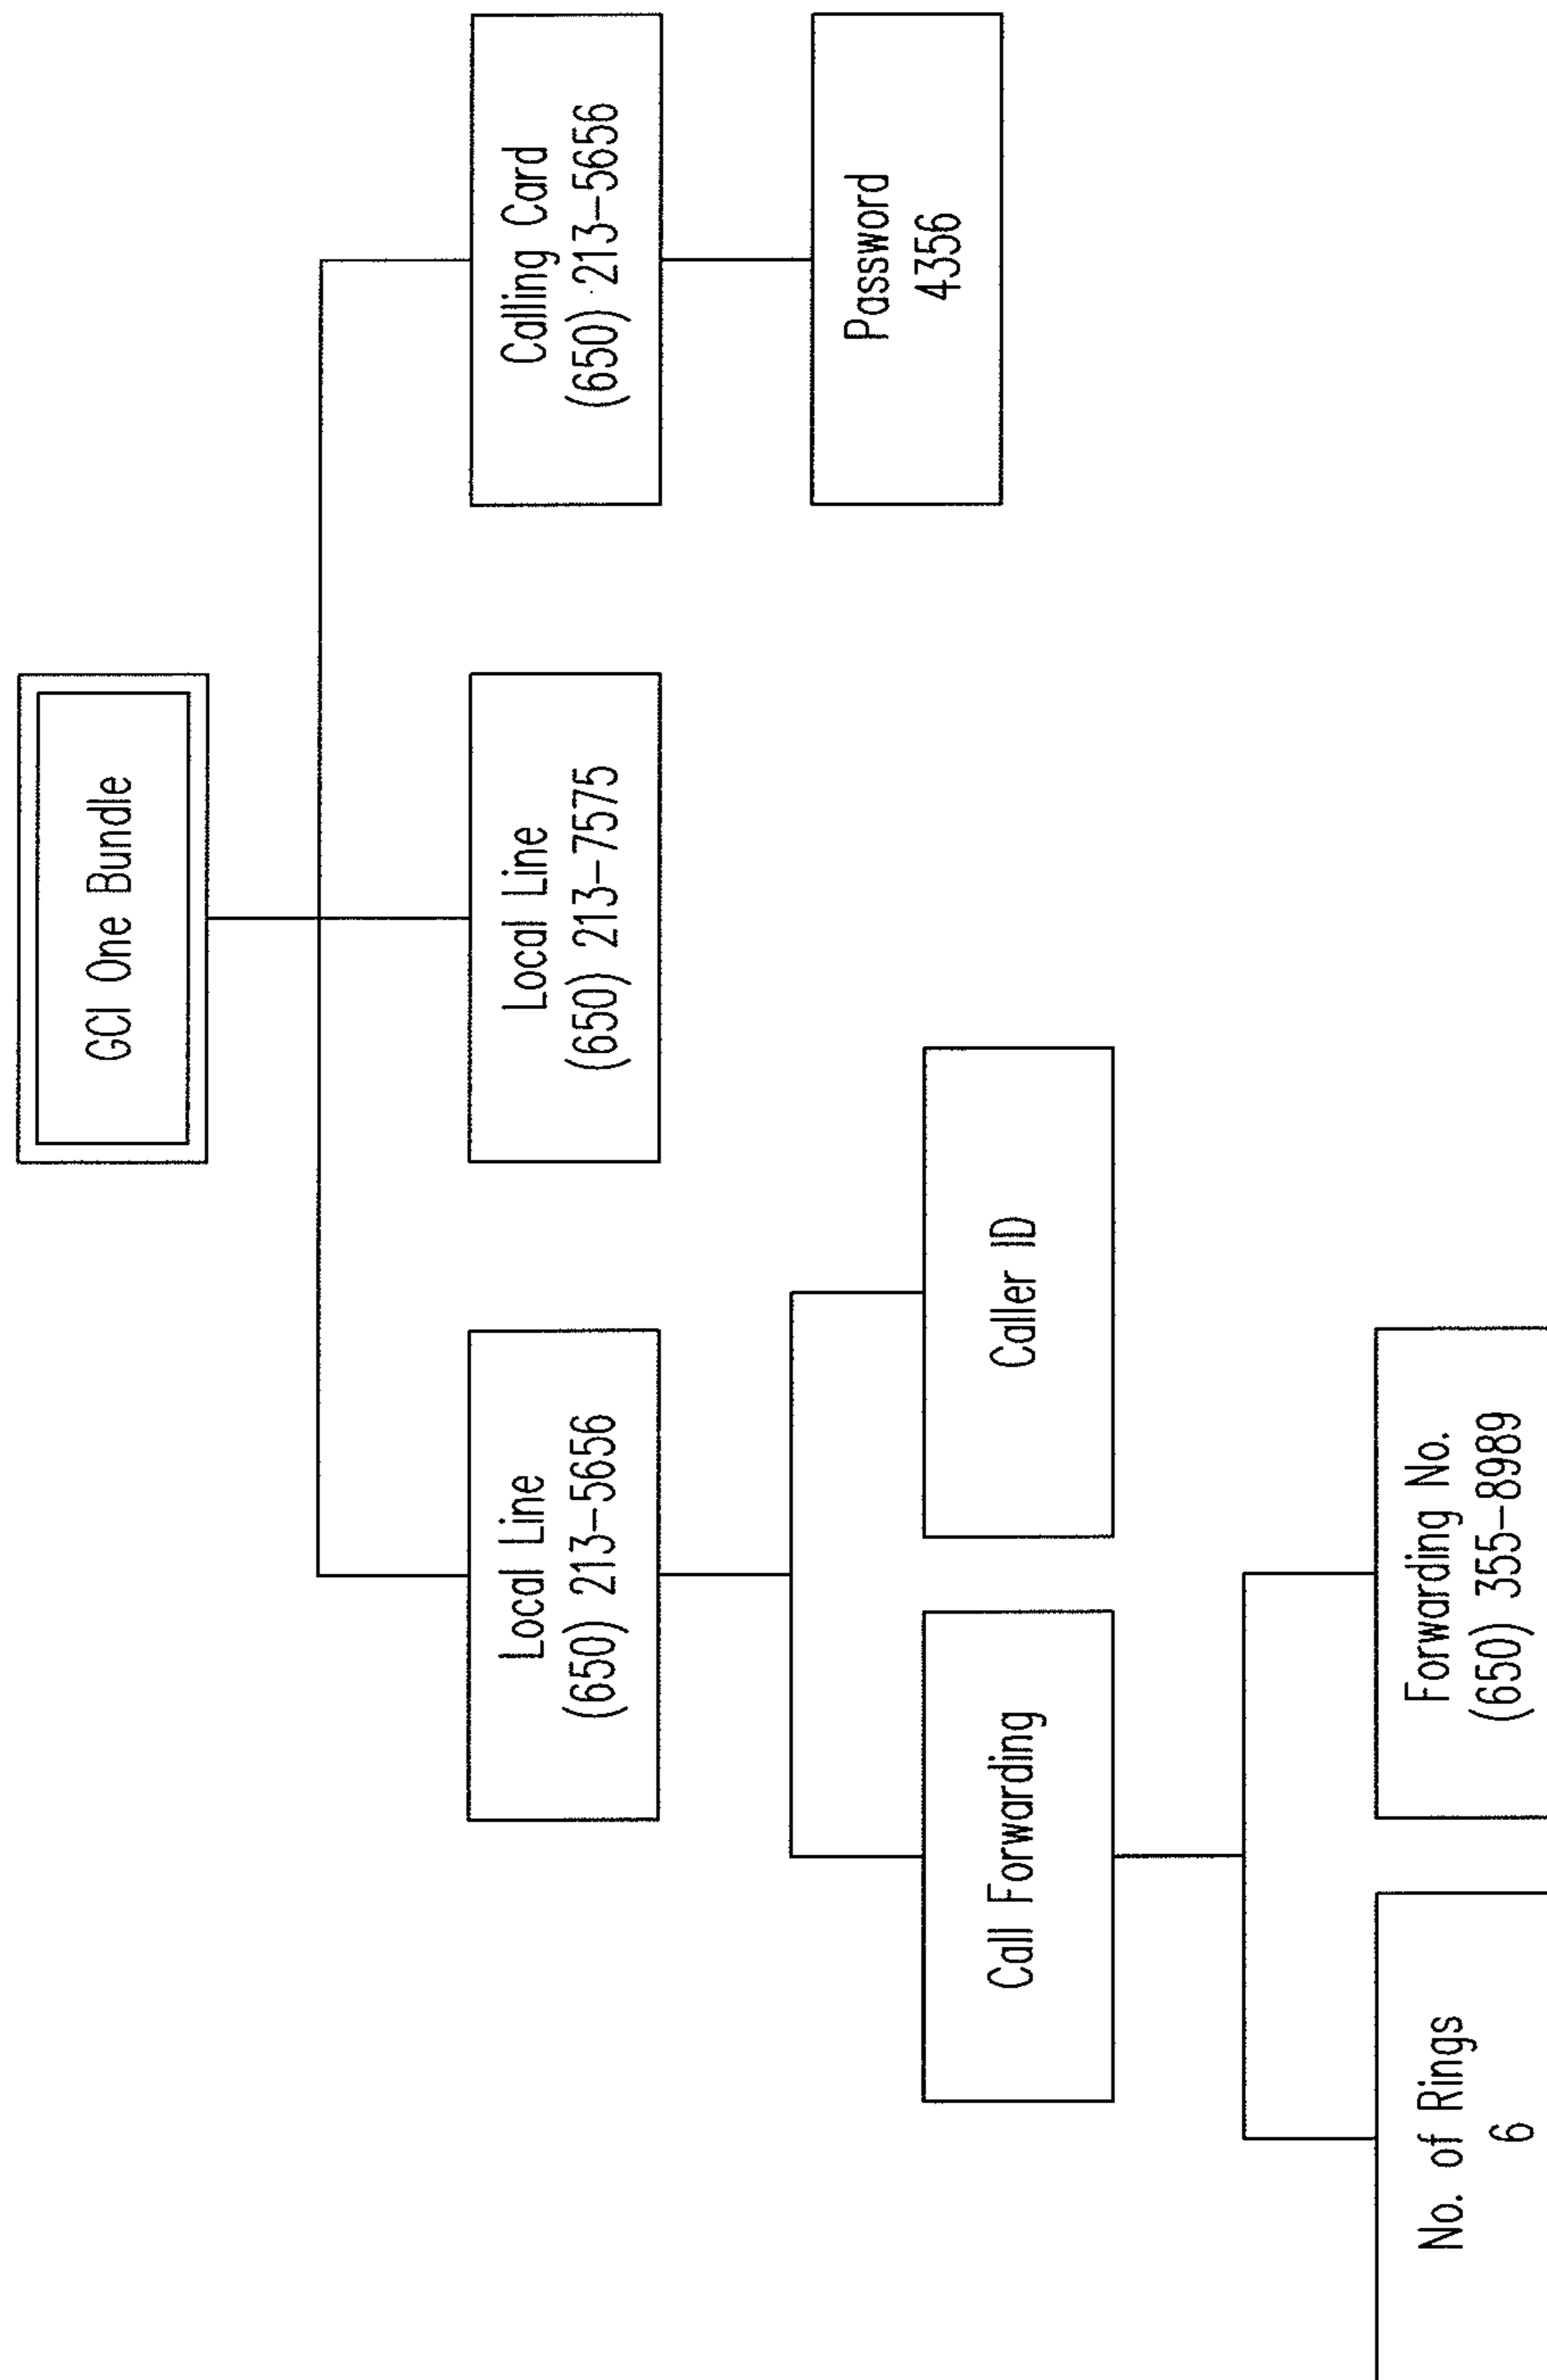 GCI One Bundle
Local Line
(650) 213-5656
Local Line
(650) 213-7575
Calling Card
(650) 213-5656
Call Forwarding
Caller ID
Password
4356
No. of Rings
6
Forwarding No.
(650) 355-8989